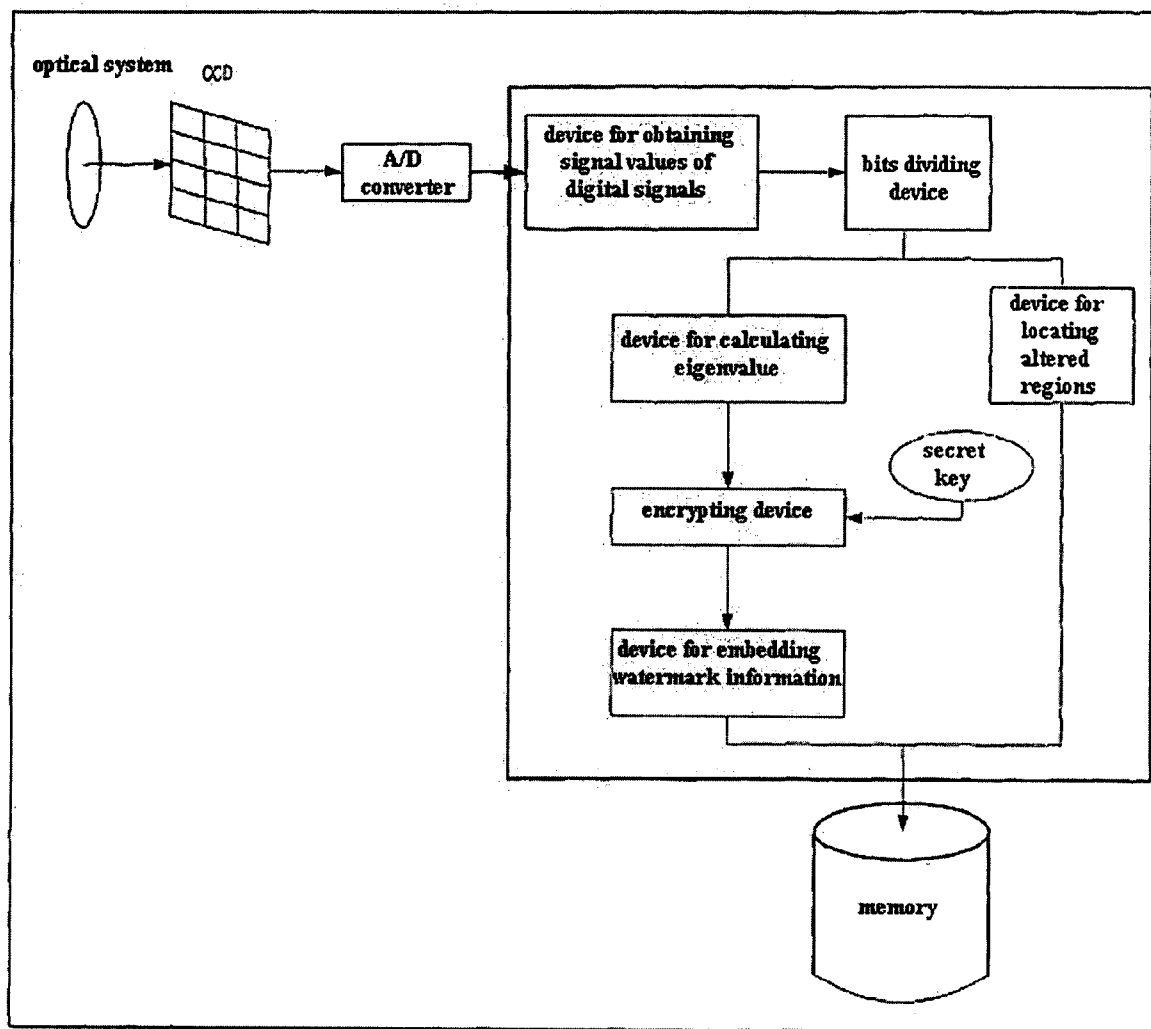 optical system
CCD
A/D
converter
device for obtaining
signal values of
digital signals
bits dividing
device
device for calculating
eigenvalue
device for
locating
altered
regions
secret
key
encrypting device
device for embedding
watermark information
memory